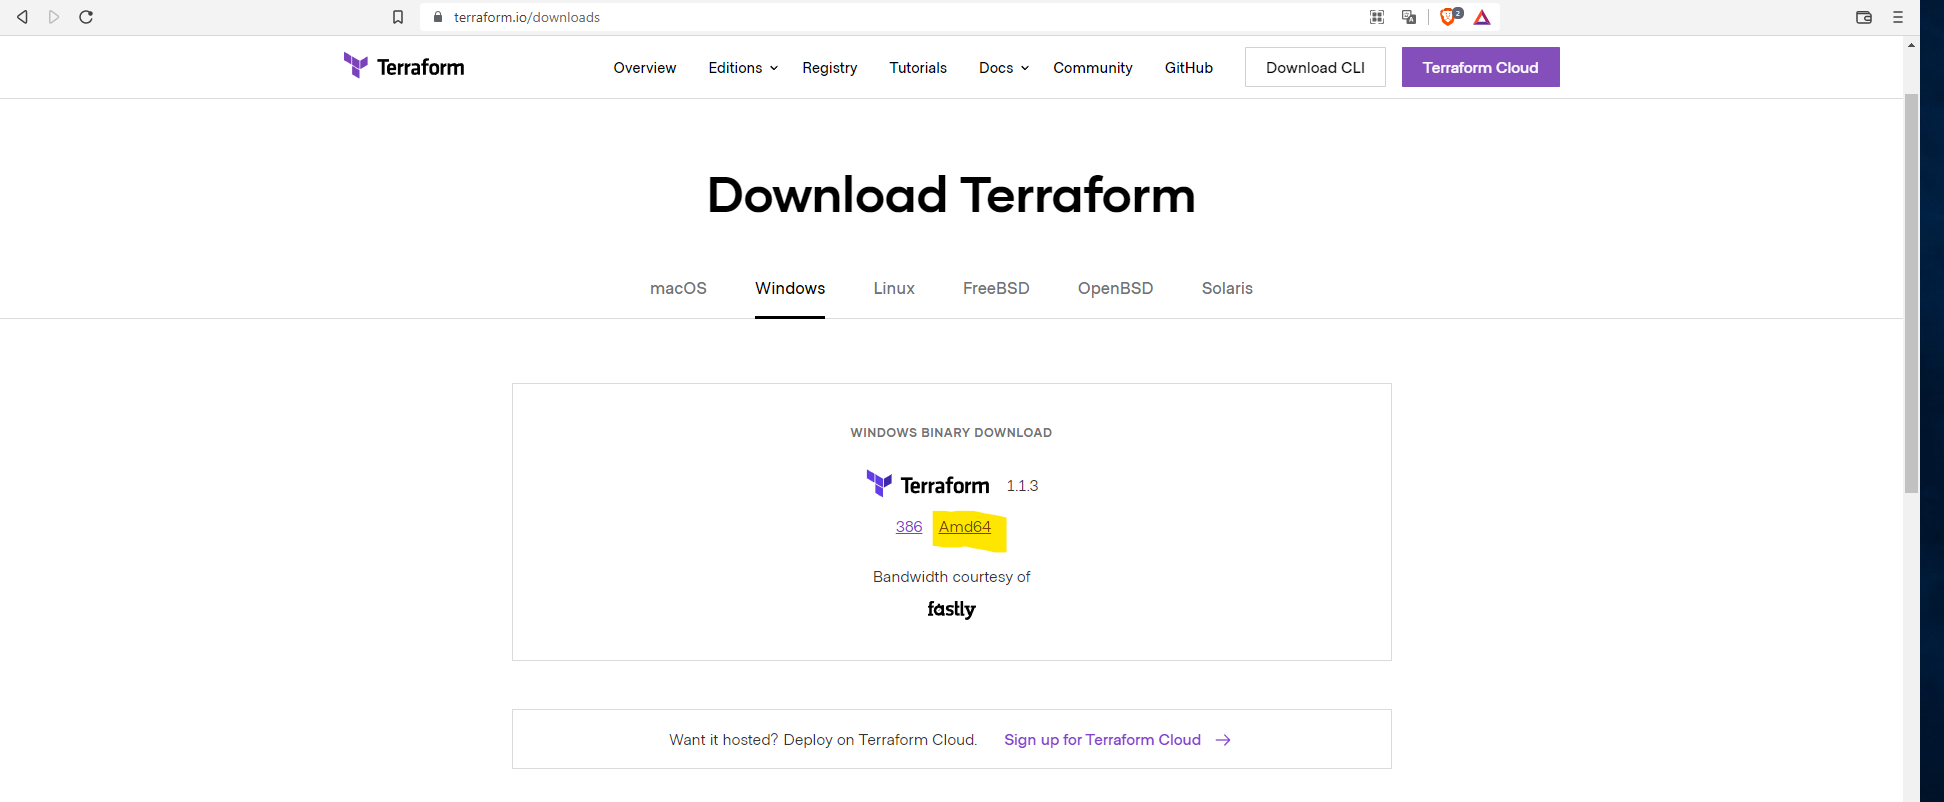 terraform.io/downloads
2
Terraform
Overview Editions Registry Tutorials Docs Community GitHub Download CLI Terraform Cloud
Download Terraform
macOS Windows Linux FreeBSD OpenBSD Solaris
WINDOWS BINARY DOWNLOAD
Terraform 1.1.3
386 Amd64
Bandwidth courtesy of
fastly
Want it hosted? Deploy on Terraform Cloud. Sign up for Terraform Cloud